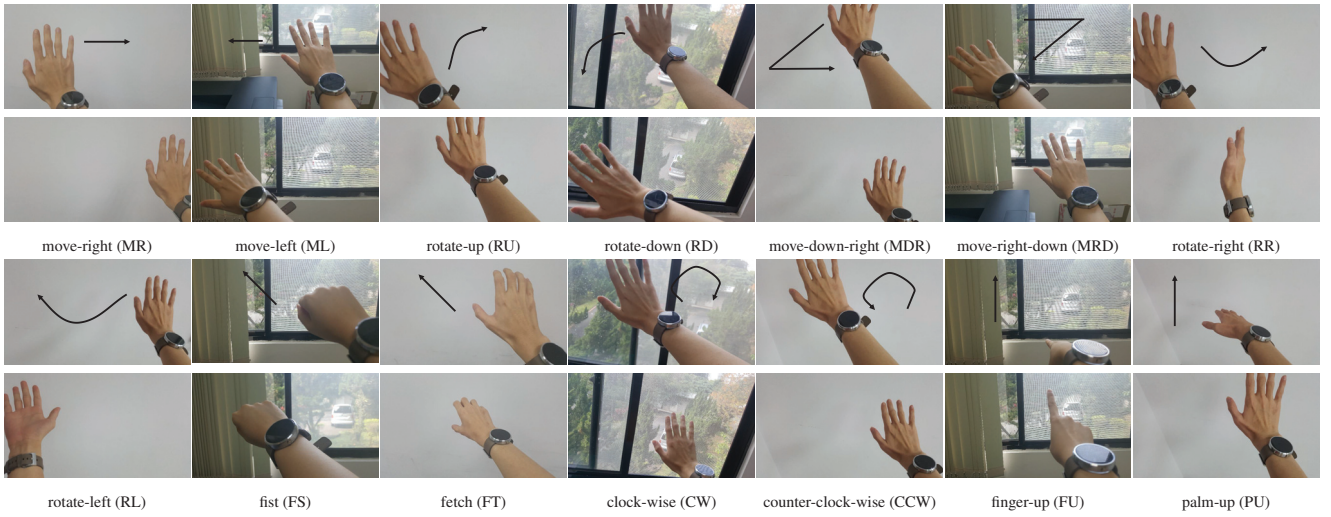 move-right (MR) move-left (ML) rotate-up (RU) rotate-down (RD) move-down-right (MDR) move-right-down (MRD) rotate-right (RR)
rotate-left (RL) fist (FS) fetch (FT) clock-wise (CW) counter-clock-wise (CCW) finger-up (FU) palm-up (PU)